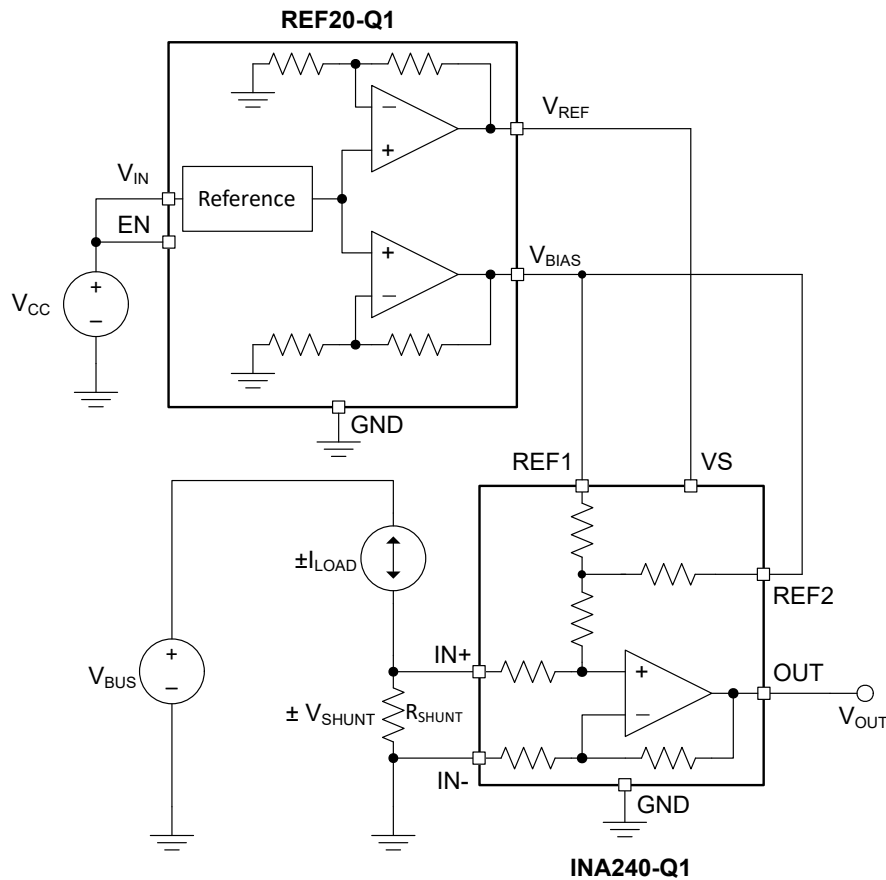 REF20-Q1
VREF
VIN
Reference
EN
VBIAS
VCC
+
−
−
+
+
−
GND
REF1
VS
±ILOAD
REF2
IN+
OUT
VBUS
+
−
± VSHUNT
RSHUNT
+
−
VOUT
IN-
GND
INA240-Q1